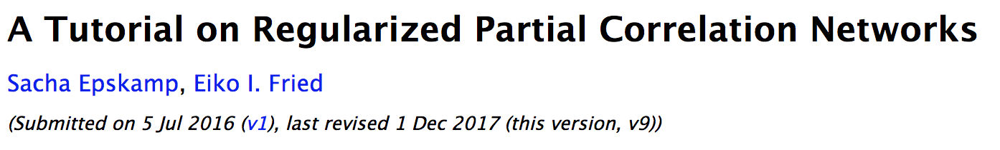 A Tutorial on Regularized Partial Correlation Networks
Sacha Epskamp, Eiko I. Fried
(Submitted on 5 Jul 2016 (v1), last revised 1 Dec 2017 (this version, v9))